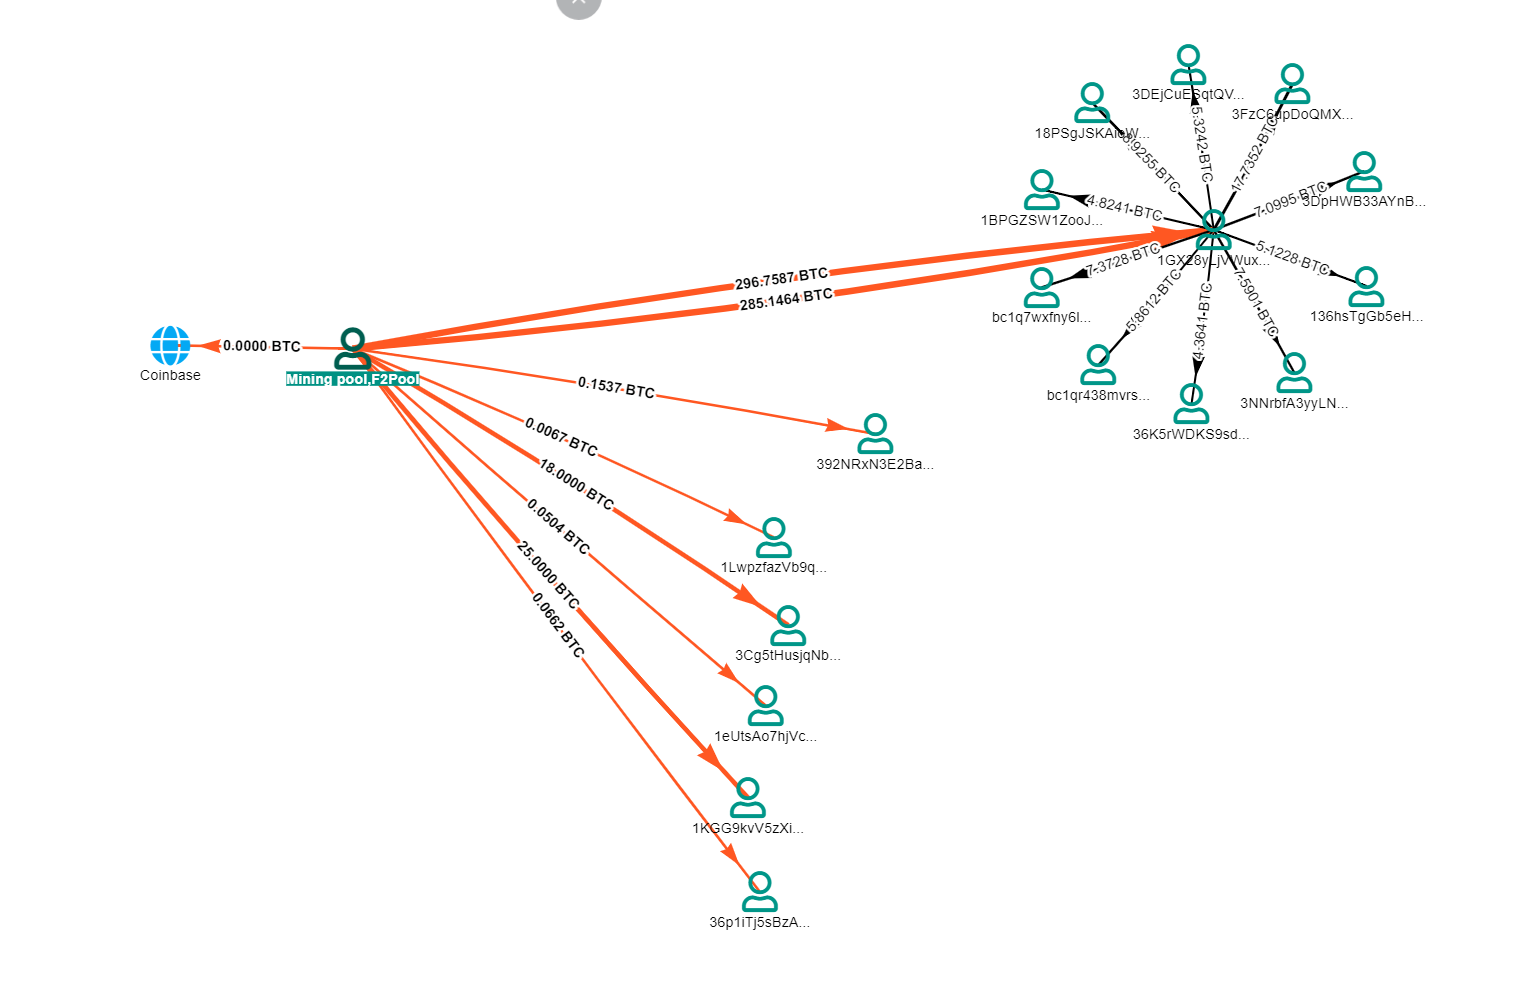 3DEjCuESqtQV...
3FzC6upDoQMX...
5.3242 BTC
17.7352 BTC
8.9255 BTC
7.0995 BTC
3DpHWB33AYnB...
1BPGZSW1ZooJ...
4.8241 BTC
1GX28yLjVWux...
5.1228 BTC
7.3728 BTC
296.7587 BTC
285.1464 BTC
bc1q7wxfny6l...
5.8612 BTC
4.3641 BTC
7.5901 BTC
136hsTgGb5eH...
0.0000 BTC
Coinbase
Mining pool,F2Pool
bc1qr438mvrs...
3NNrbfA3yyLN...
36K5rWDKS9sd...
0.1537 BTC
392NRxN3E2Ba...
0.0067 BTC
18.0000 BTC
0.0504 BTC
25.0000 BTC
0.0662 BTC
1LwpzfazVb9q...
3Cg5tHusjqNb...
1eUtsAo7hjVc...
1KGG9kvV5zXi...
36p1iTj5sBzA...